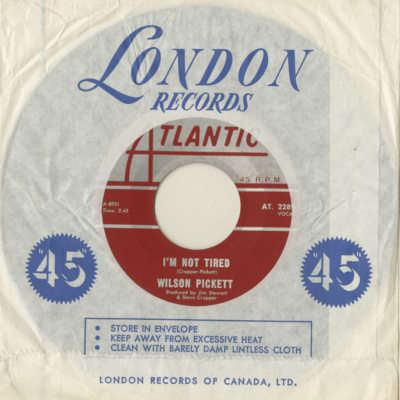 LONDON
RECORDS
ATLANTIC
45 R.P.M.
A-8951
Time: 2:45
AT. 228
VOCA
I'M NOT TIRED
(Cropper-Pickett)
WILSON PICKETT
Produced by Jim Stewart
& Steve Cropper
45
45
• STORE IN ENVELOPE
• KEEP AWAY FROM EXCESSIVE HEAT
• CLEAN WITH BARELY DAMP LINTLESS CLOTH
LONDON RECORDS OF CANADA, LTD.